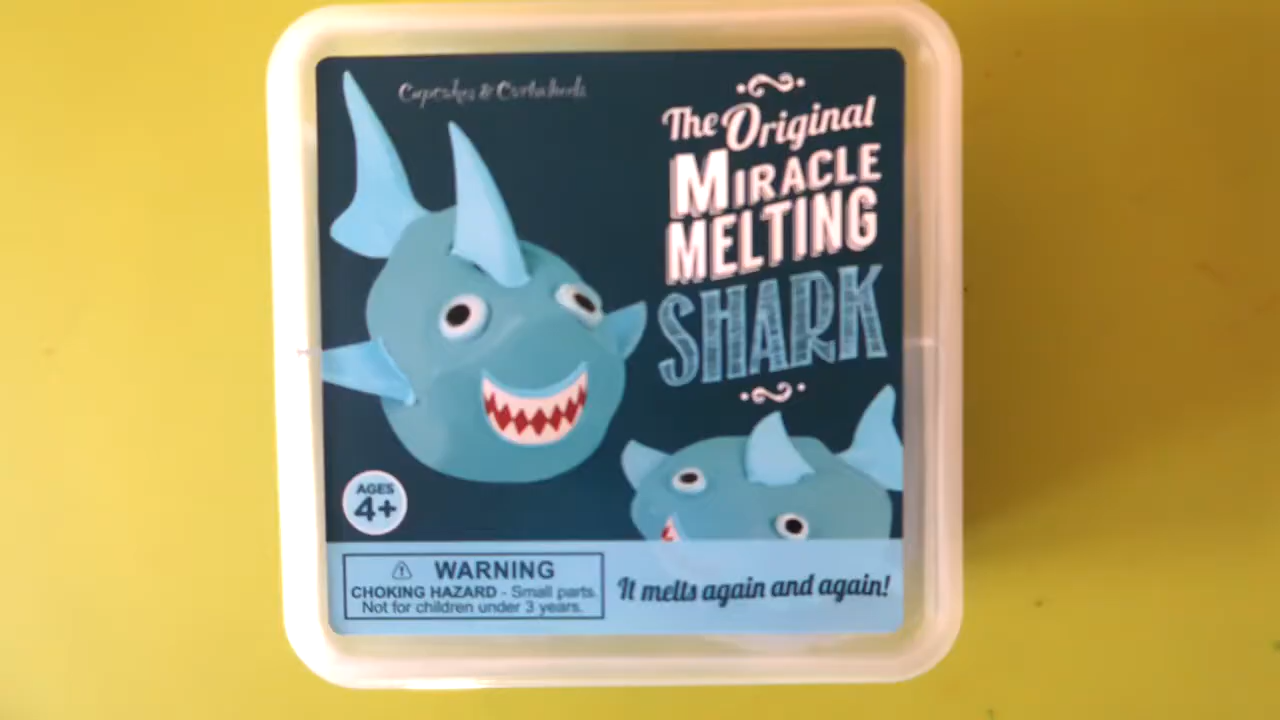 Cupcakes & Cartwheels
The Original
MIRACLE
MELTING
SHARK
AGES
4+
WARNING
CHOKING HAZARD - Small parts.
Not for children under 3 years.
It melts again and again!